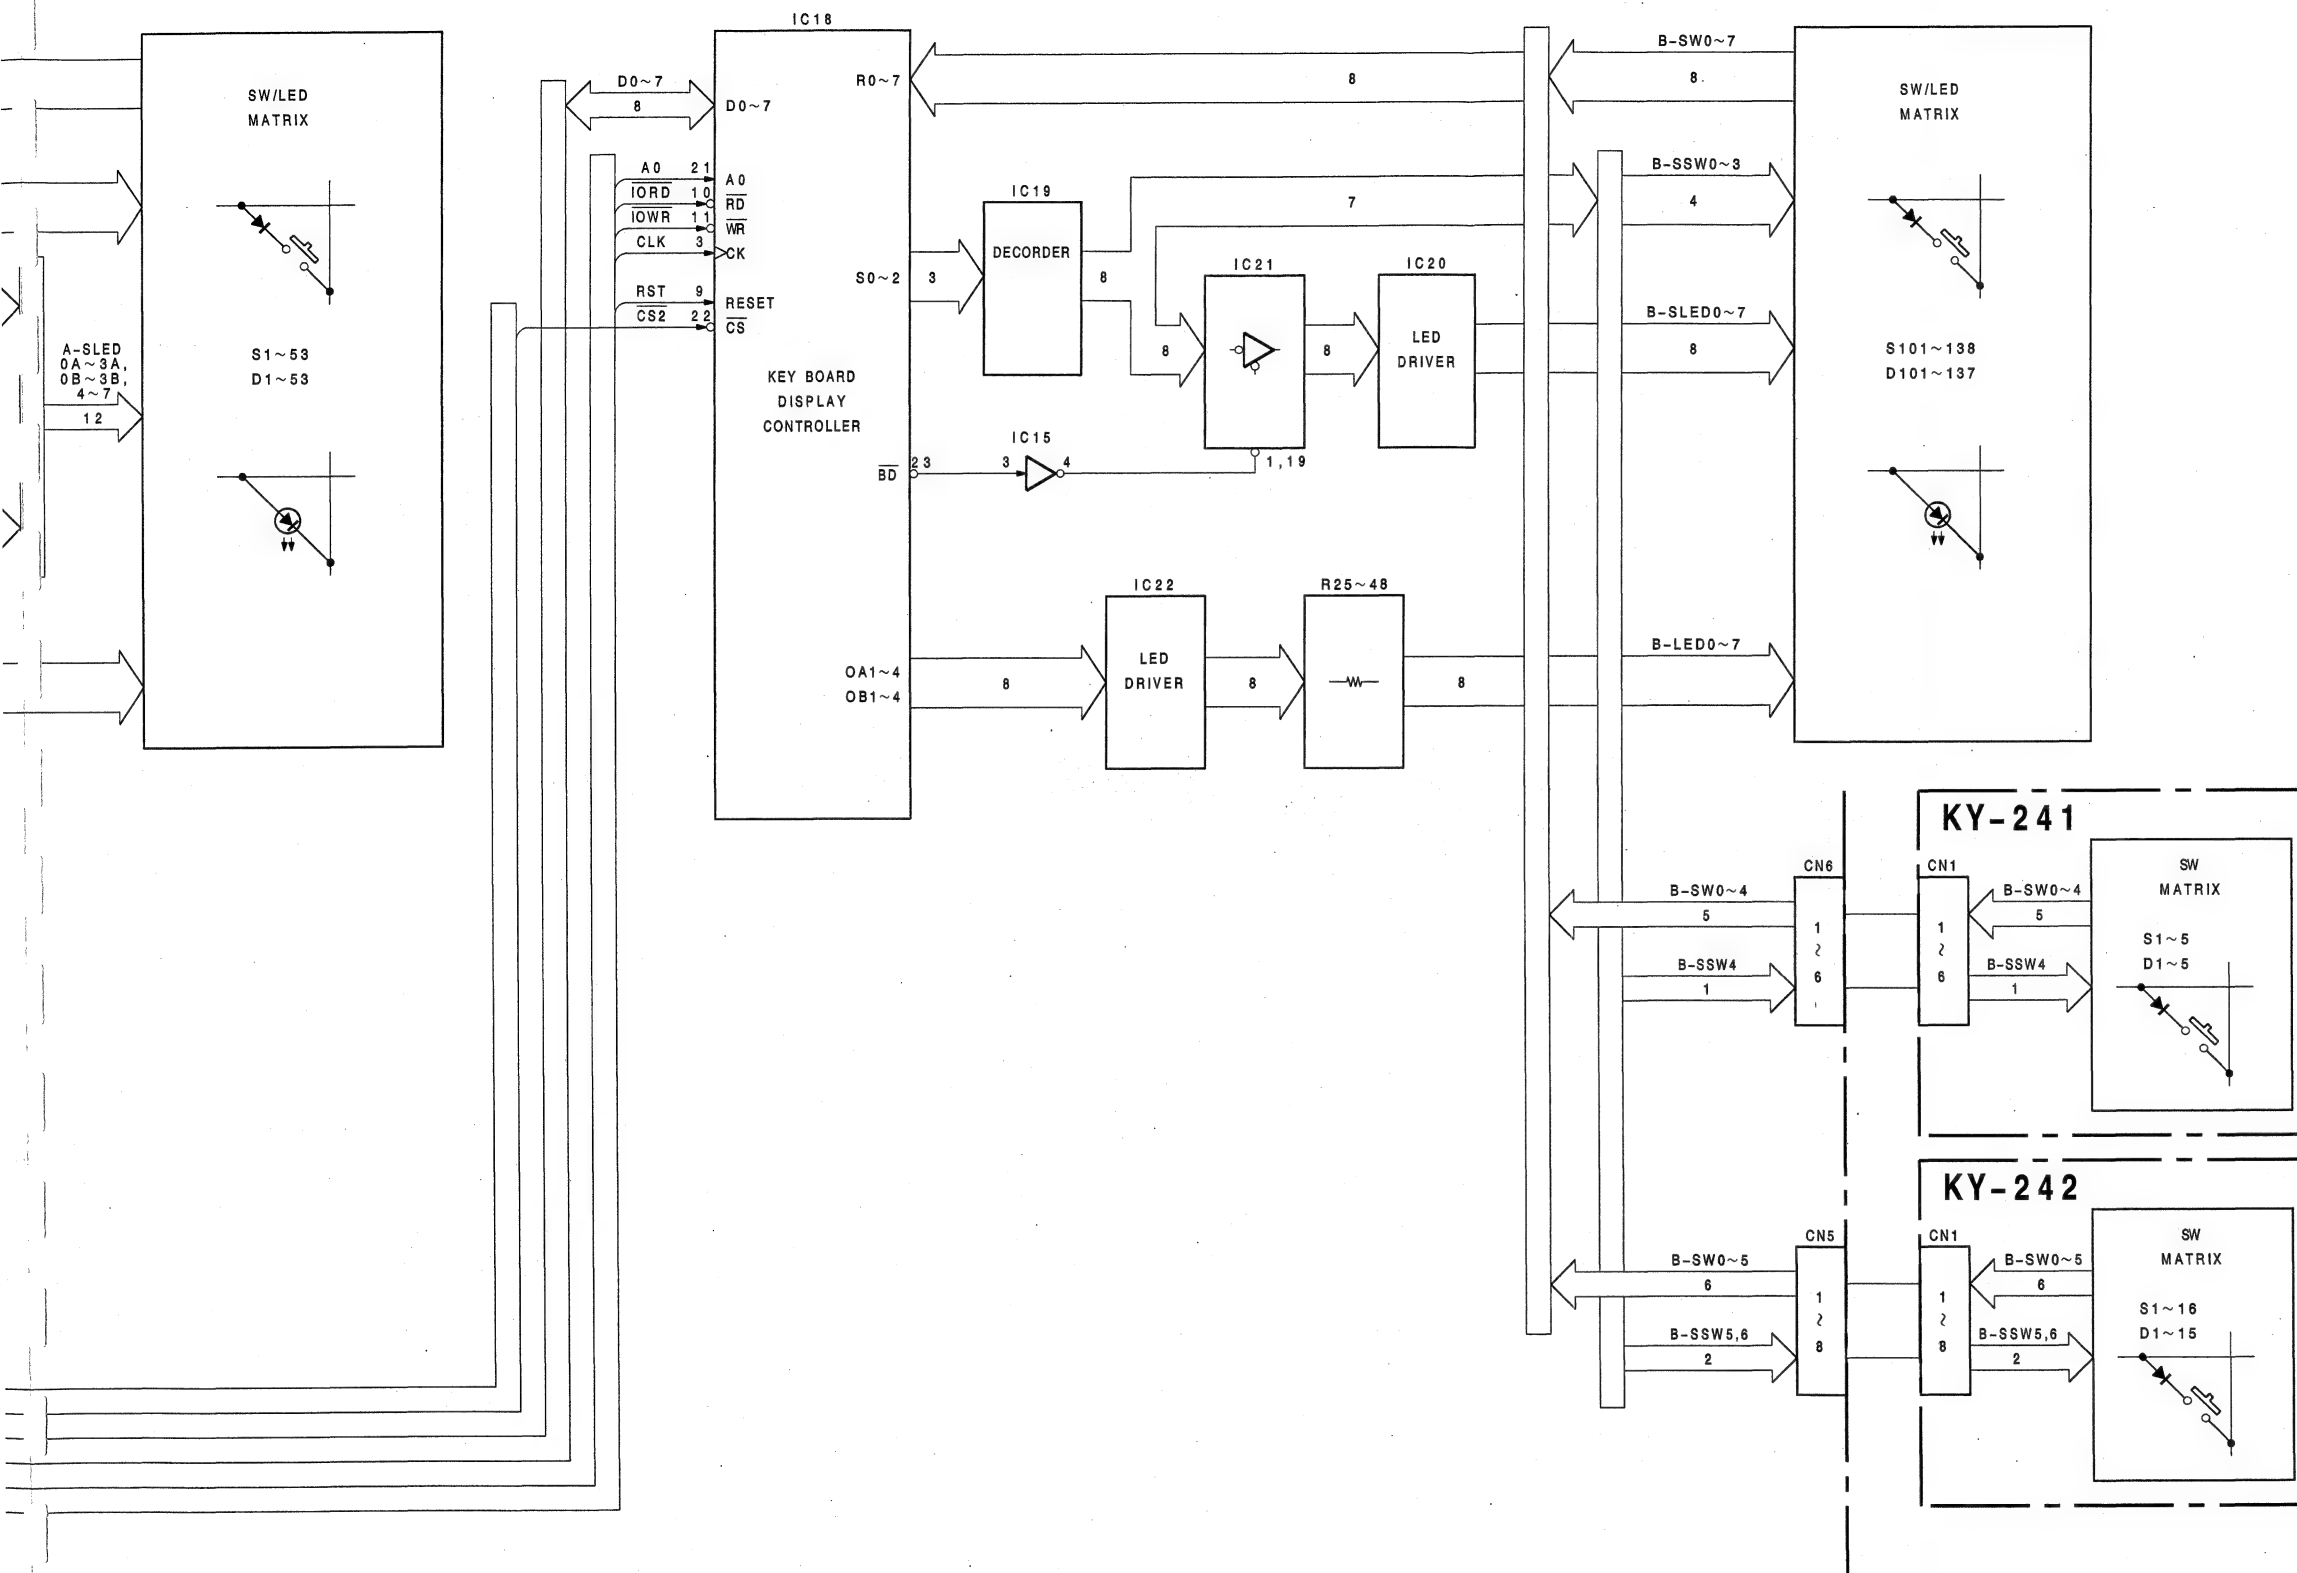 SW/LED
MATRIX
A-SLED
0A~3A,
0B~3B,
4~7
12
S1~53
D1~53
IC18
D0~7
8
D0~7
A0 21
A0
IORD 10
RD
IOWR 11
WR
CLK 3
CK
RST 9
RESET
CS2 22
CS
R0~7
S0~2
KEY BOARD
DISPLAY
CONTROLLER
BD
23
OA1~4
OB1~4
8
3
IC19
DECORDER
8
7
IC21
8
8
1,19
IC20
LED
DRIVER
IC15
3
4
8
IC22
LED
DRIVER
8
R25~48
8
B-SW0~7
8
B-SSW0~3
4
B-SLED0~7
8
B-LED0~7
SW/LED
MATRIX
S101~138
D101~137
KY-241
CN6
1
~
6
CN1
1
~
6
B-SW0~4
5
B-SSW4
1
B-SW0~4
5
B-SSW4
1
SW
MATRIX
S1~5
D1~5
KY-242
CN5
1
~
8
CN1
1
~
8
B-SW0~5
6
B-SSW5,6
2
B-SW0~5
6
B-SSW5,6
2
SW
MATRIX
S1~16
D1~15